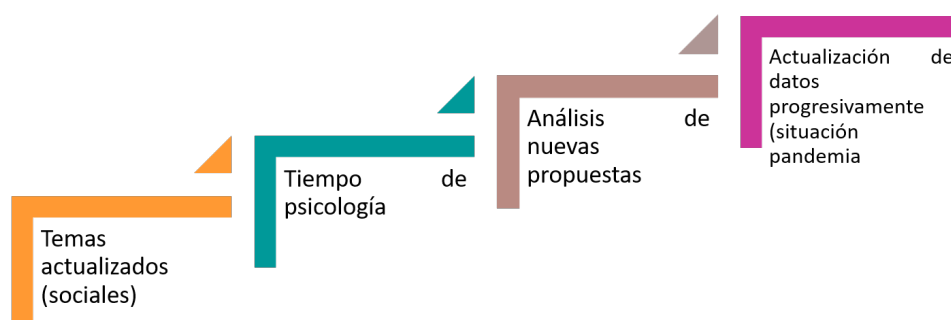 Temas
actualizados
(sociales)
Tiempo de
psicología
Análisis de
nuevas
propuestas
Actualización de
datos
progresivamente
(situación
pandemia